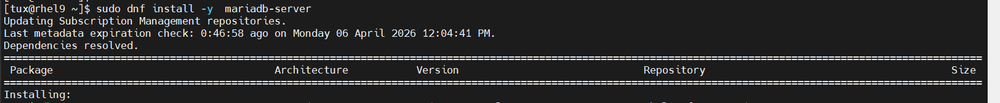 [tux@rhel9 ~]$ sudo dnf install -y  mariadb-server
Updating Subscription Management repositories.
Last metadata expiration check: 0:46:58 ago on Monday 06 April 2026 12:04:41 PM.
Dependencies resolved.
Package Architecture Version Repository Size
Installing: